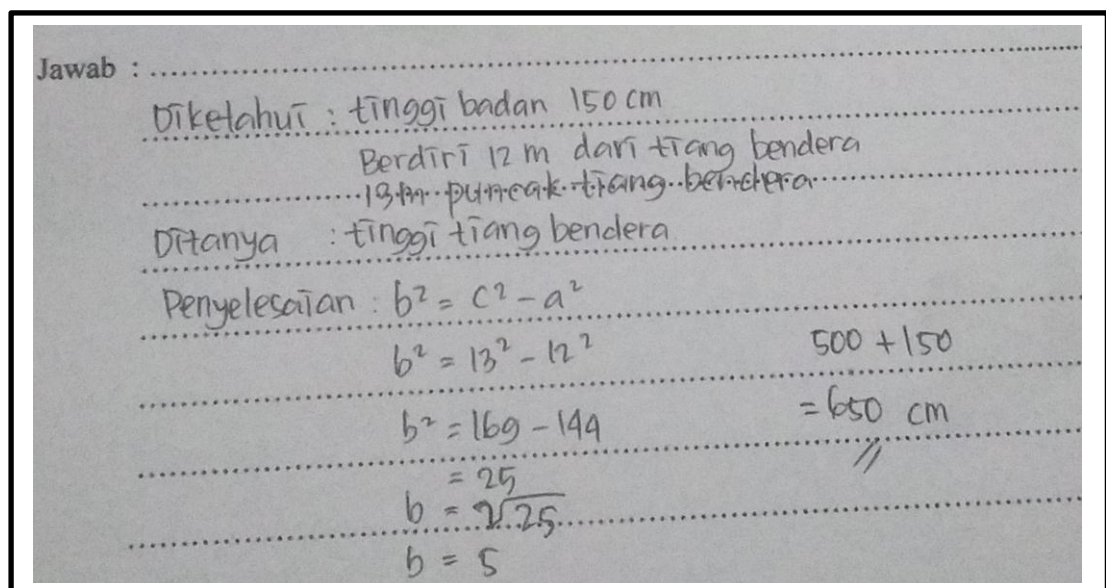 Jawab :
Diketahui : tinggi badan 150 cm
Berdiri 12 m dari tiang bendera
13 m puncak tiang bendera
Ditanya : tinggi tiang bendera
Penyelesaian : b² = c² - a²
b² = 13² - 12²
b² = 169 - 144
= 25
b = ²√25
b = 5
500 + 150
= 650 cm